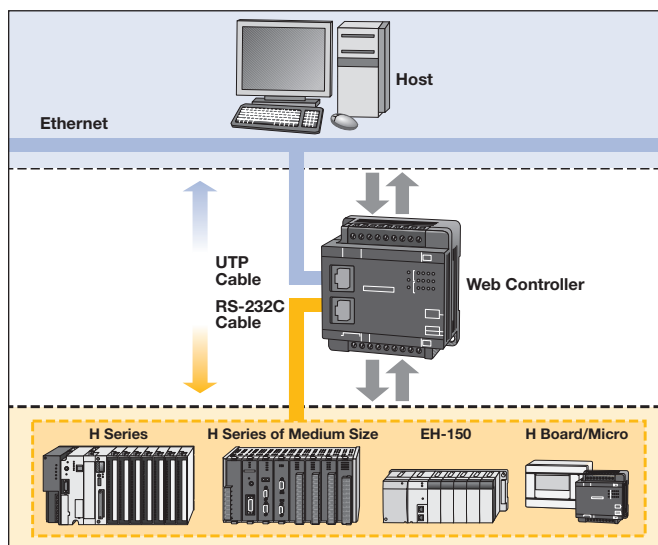 Host
Ethernet
UTP
Cable
RS-232C
Cable
Web Controller
H Series
H Series of Medium Size
EH-150
H Board/Micro